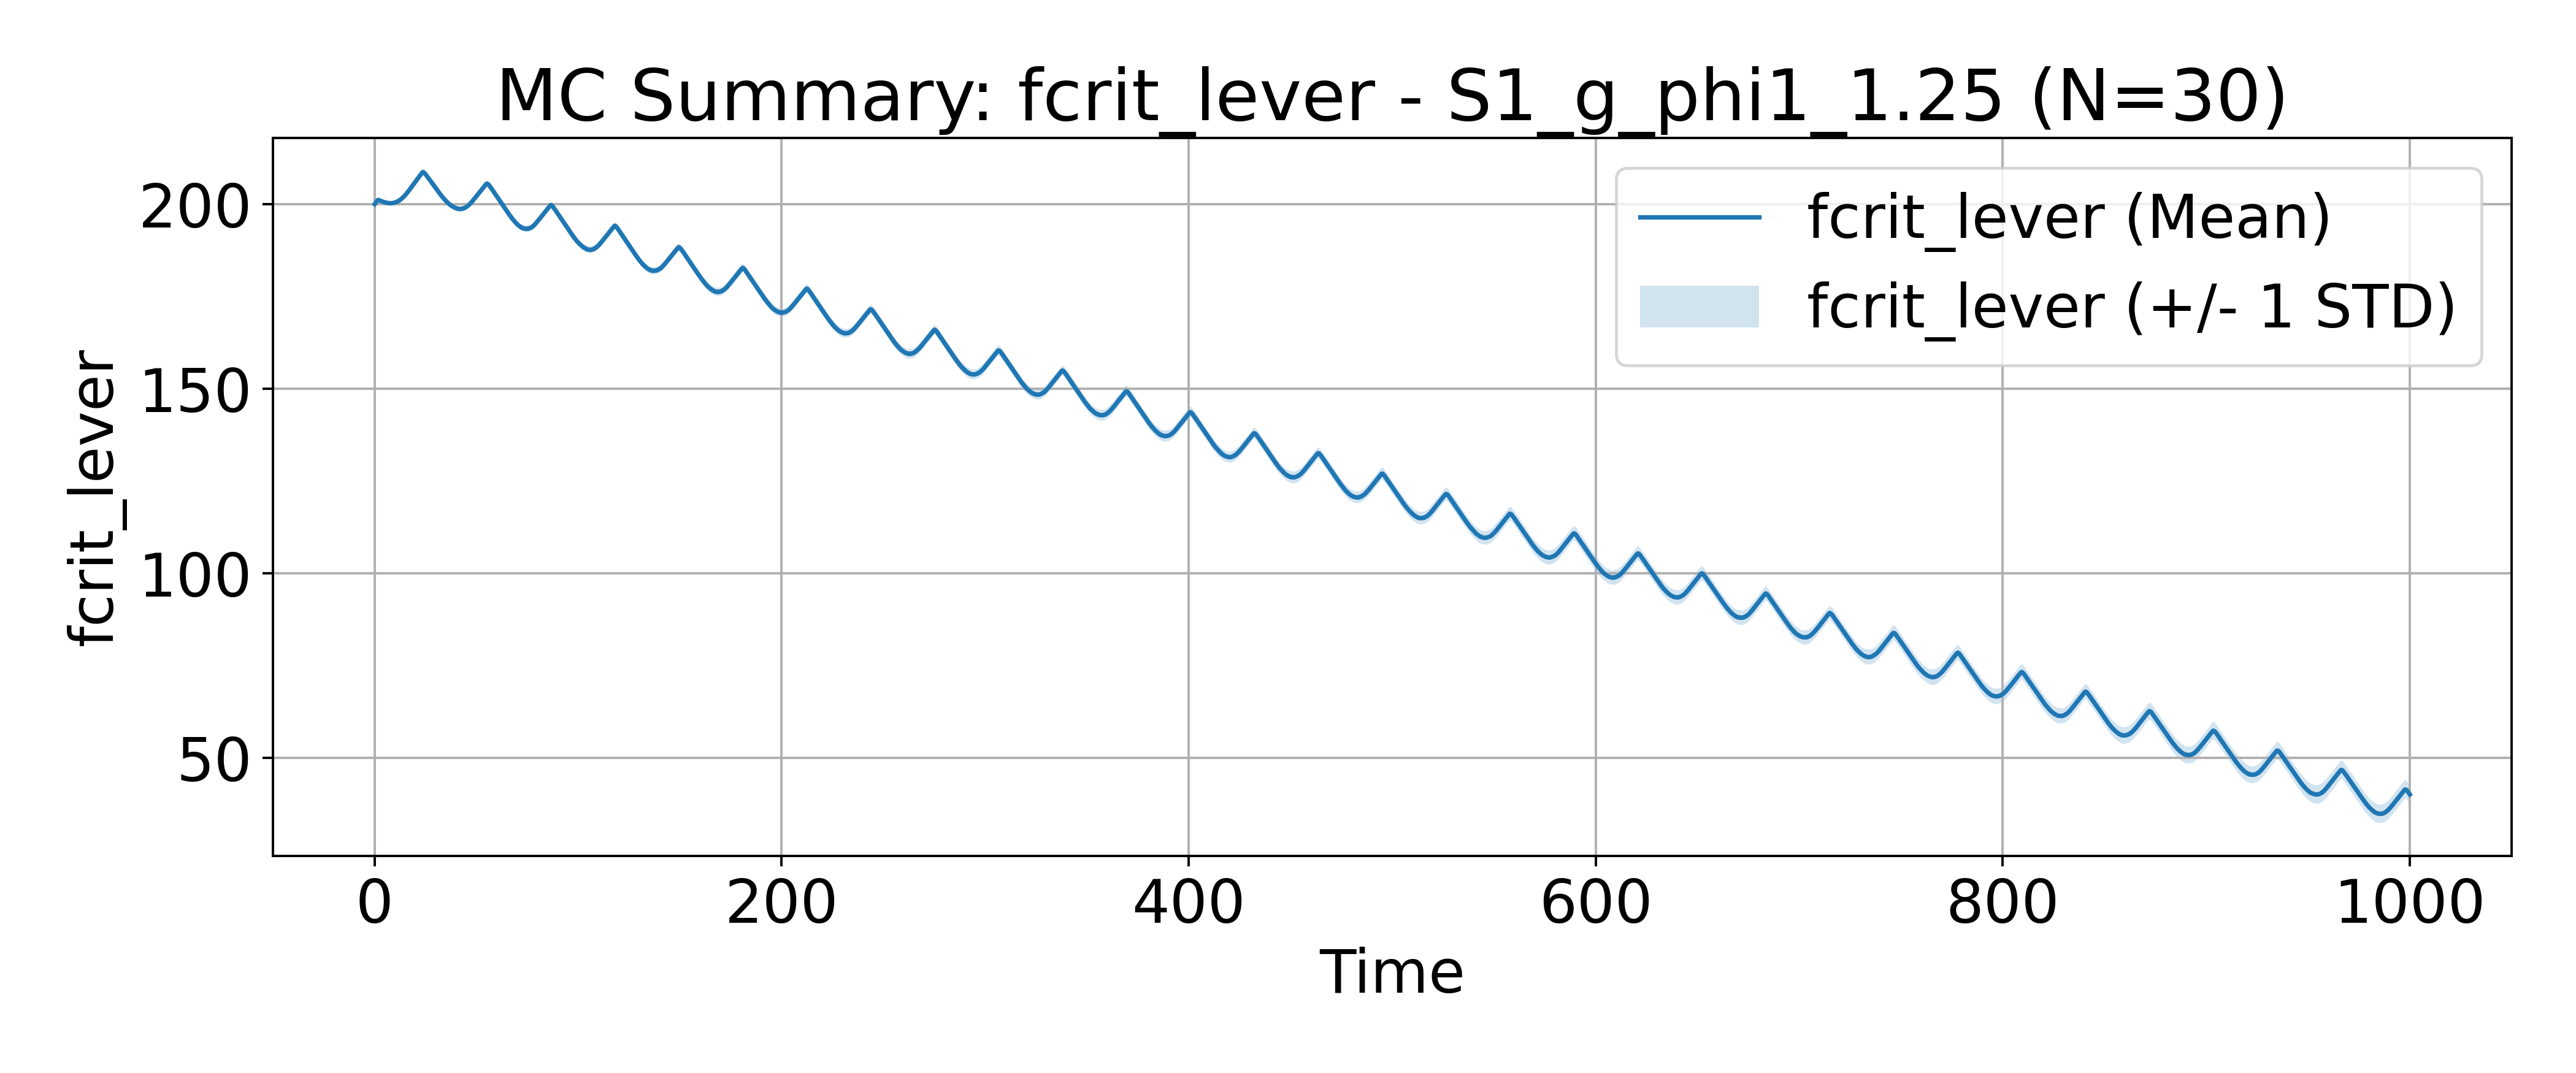 MC Summary: fcrit_lever - S1_g_phi1_1.25 (N=30)
fcrit_lever (Mean)
fcrit_lever (+/- 1 STD)
fcrit_lever
200
150
100
50
0
200
400
600
800
1000
Time